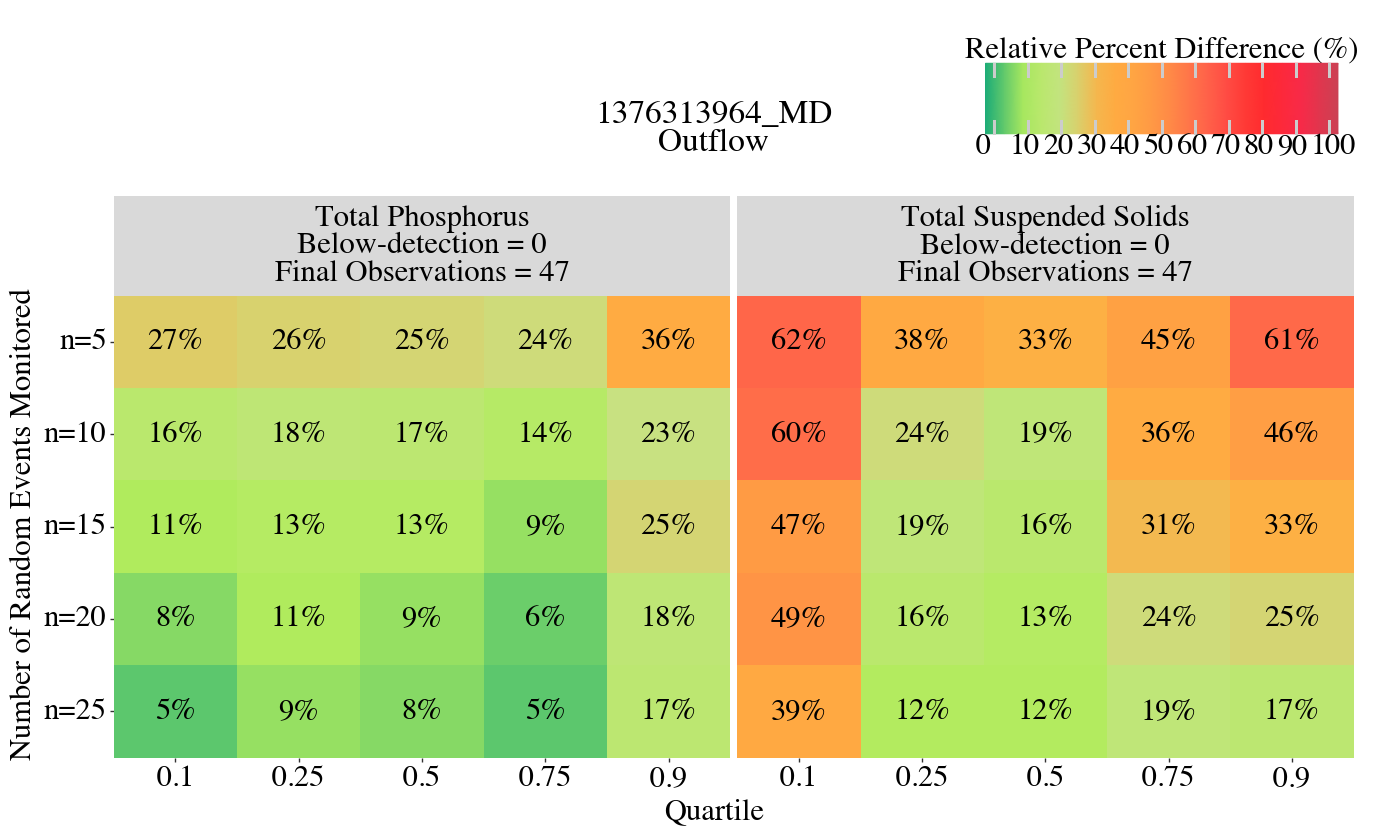 Relative Percent Difference (%)
0 10 20 30 40 50 60 70 80 90 100
1376313964_MD
Outflow
Total Phosphorus
Below-detection = 0
Final Observations = 47
Total Suspended Solids
Below-detection = 0
Final Observations = 47
Number of Random Events Monitored
n=5 27% 26% 25% 24% 36% 62% 38% 33% 45% 61%
n=10 16% 18% 17% 14% 23% 60% 24% 19% 36% 46%
n=15 11% 13% 13% 9% 25% 47% 19% 16% 31% 33%
n=20 8% 11% 9% 6% 18% 49% 16% 13% 24% 25%
n=25 5% 9% 8% 5% 17% 39% 12% 12% 19% 17%
0.1 0.25 0.5 0.75 0.9 0.1 0.25 0.5 0.75 0.9
Quartile